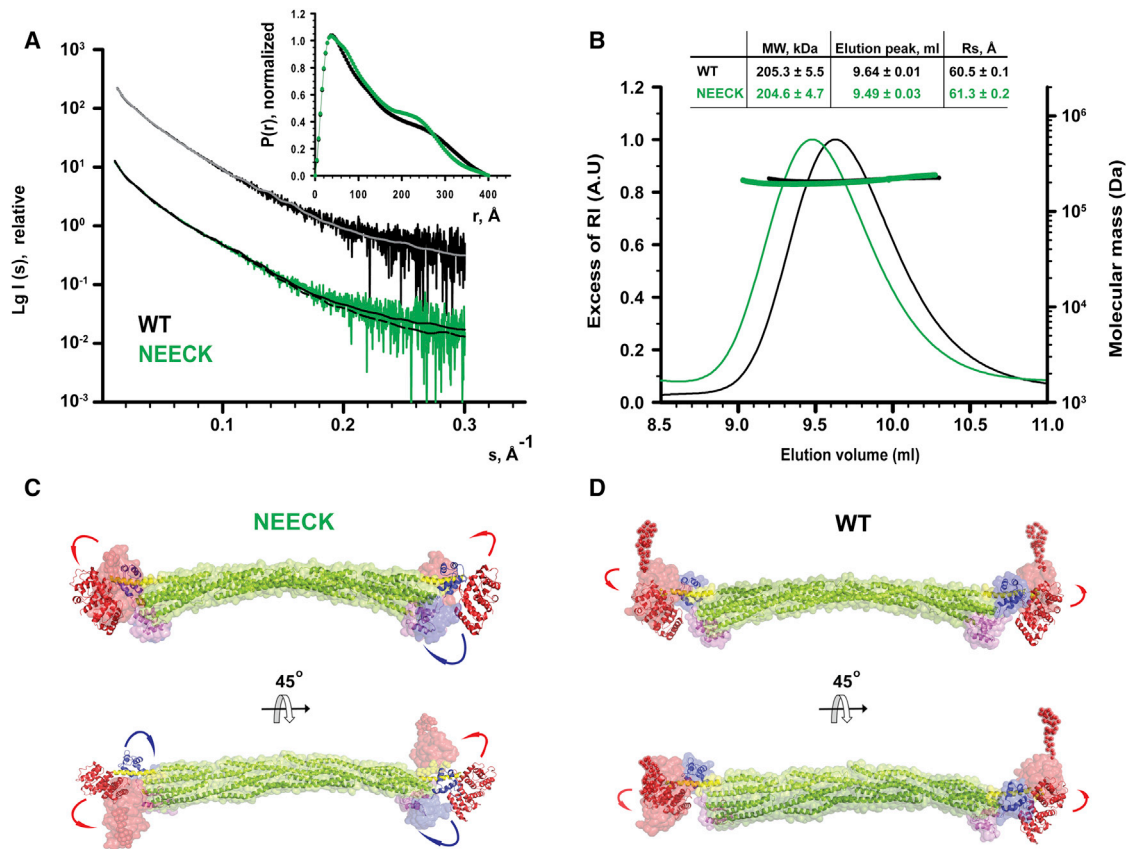 A
Lg I (s), relative
10³
10²
10¹
10⁰
10⁻¹
10⁻²
10⁻³
0.1 0.2 0.3
s, Å⁻¹
WT
NEECK
P(r), normalized
1.2
1.0
0.8
0.6
0.4
0.2
0.0
0 100 200 300 400
r, Å
B
MW, kDa Elution peak, ml Rs, Å
WT 205.3 ± 5.5 9.64 ± 0.01 60.5 ± 0.1
NEECK 204.6 ± 4.7 9.49 ± 0.03 61.3 ± 0.2
Excess of RI (A.U)
1.2
1.0
0.8
0.6
0.4
0.2
0.0
8.5 9.0 9.5 10.0 10.5 11.0
Elution volume (ml)
10⁶
10⁵
10⁴
10³
Molecular mass (Da)
C
NEECK
45°
D
WT
45°